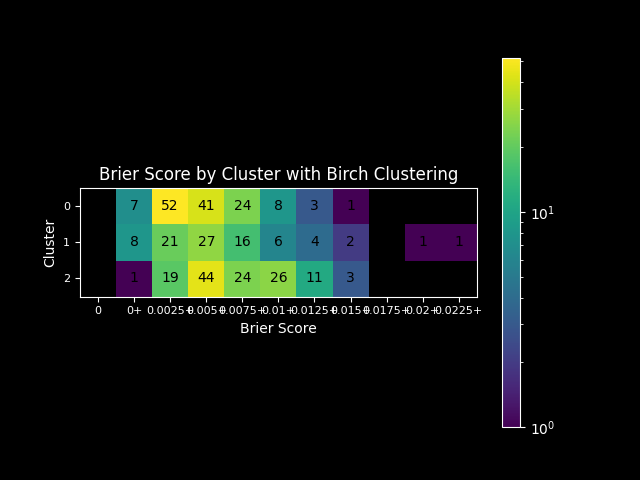 Brier Score by Cluster with Birch Clustering
Cluster
0 7 52 41 24 8 3 1
1 8 21 27 16 6 4 2 1 1
2 1 19 44 24 26 11 3
0 0+ 0.0025+ 0.005+ 0.0075+ 0.01+ 0.0125+ 0.015+ 0.0175+ 0.02+ 0.0225+
Brier Score
10¹
10⁰